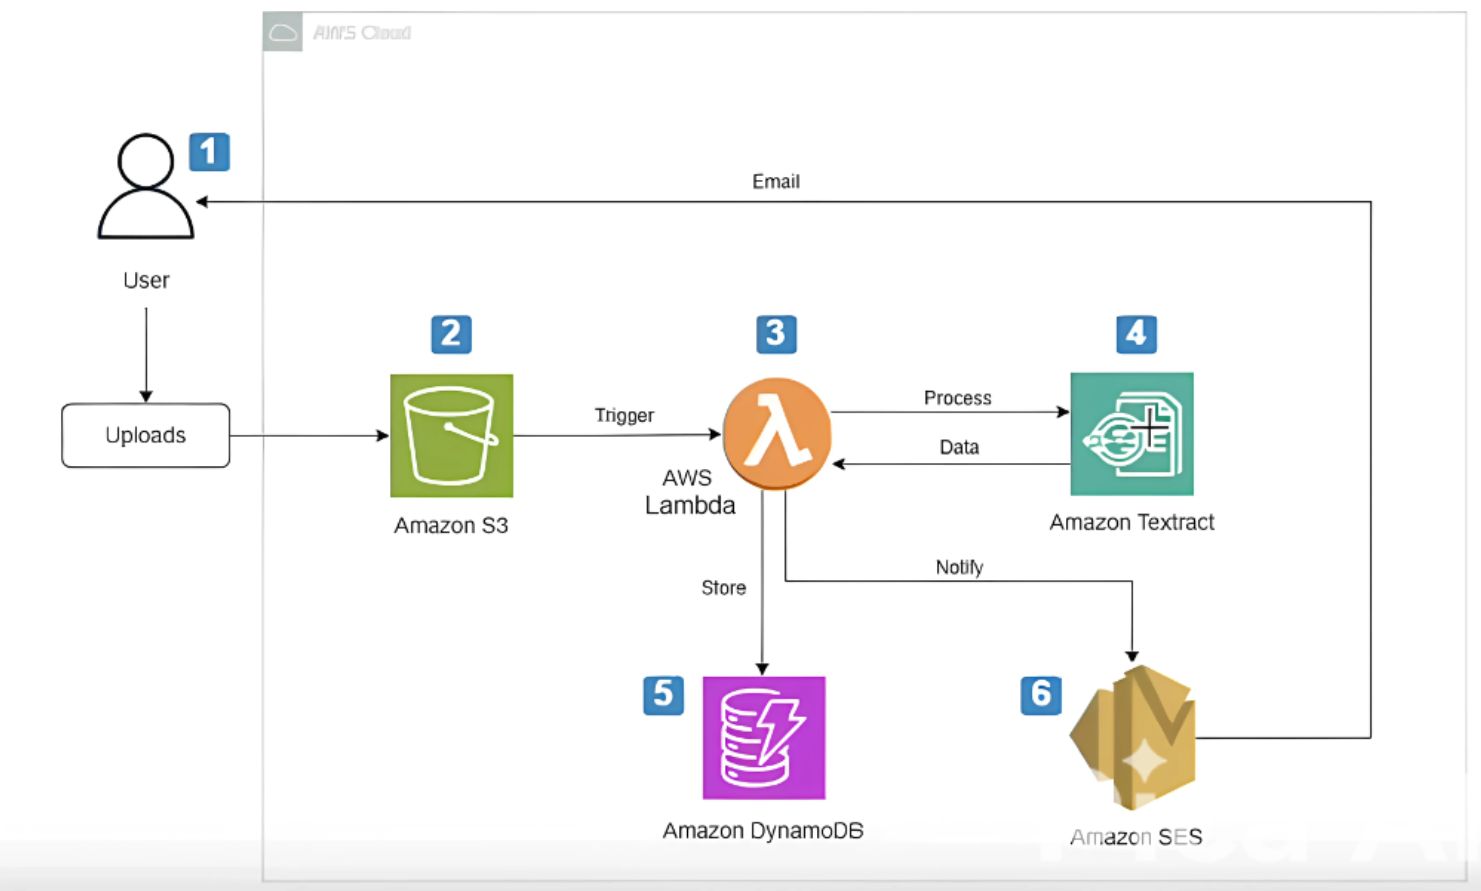 AWS Cloud
1
Email
User
2
3
4
Uploads
Trigger
Process
Data
AWS
Lambda
Amazon S3
Amazon Textract
Notify
Store
5
6
Amazon DynamoDB
Amazon SES